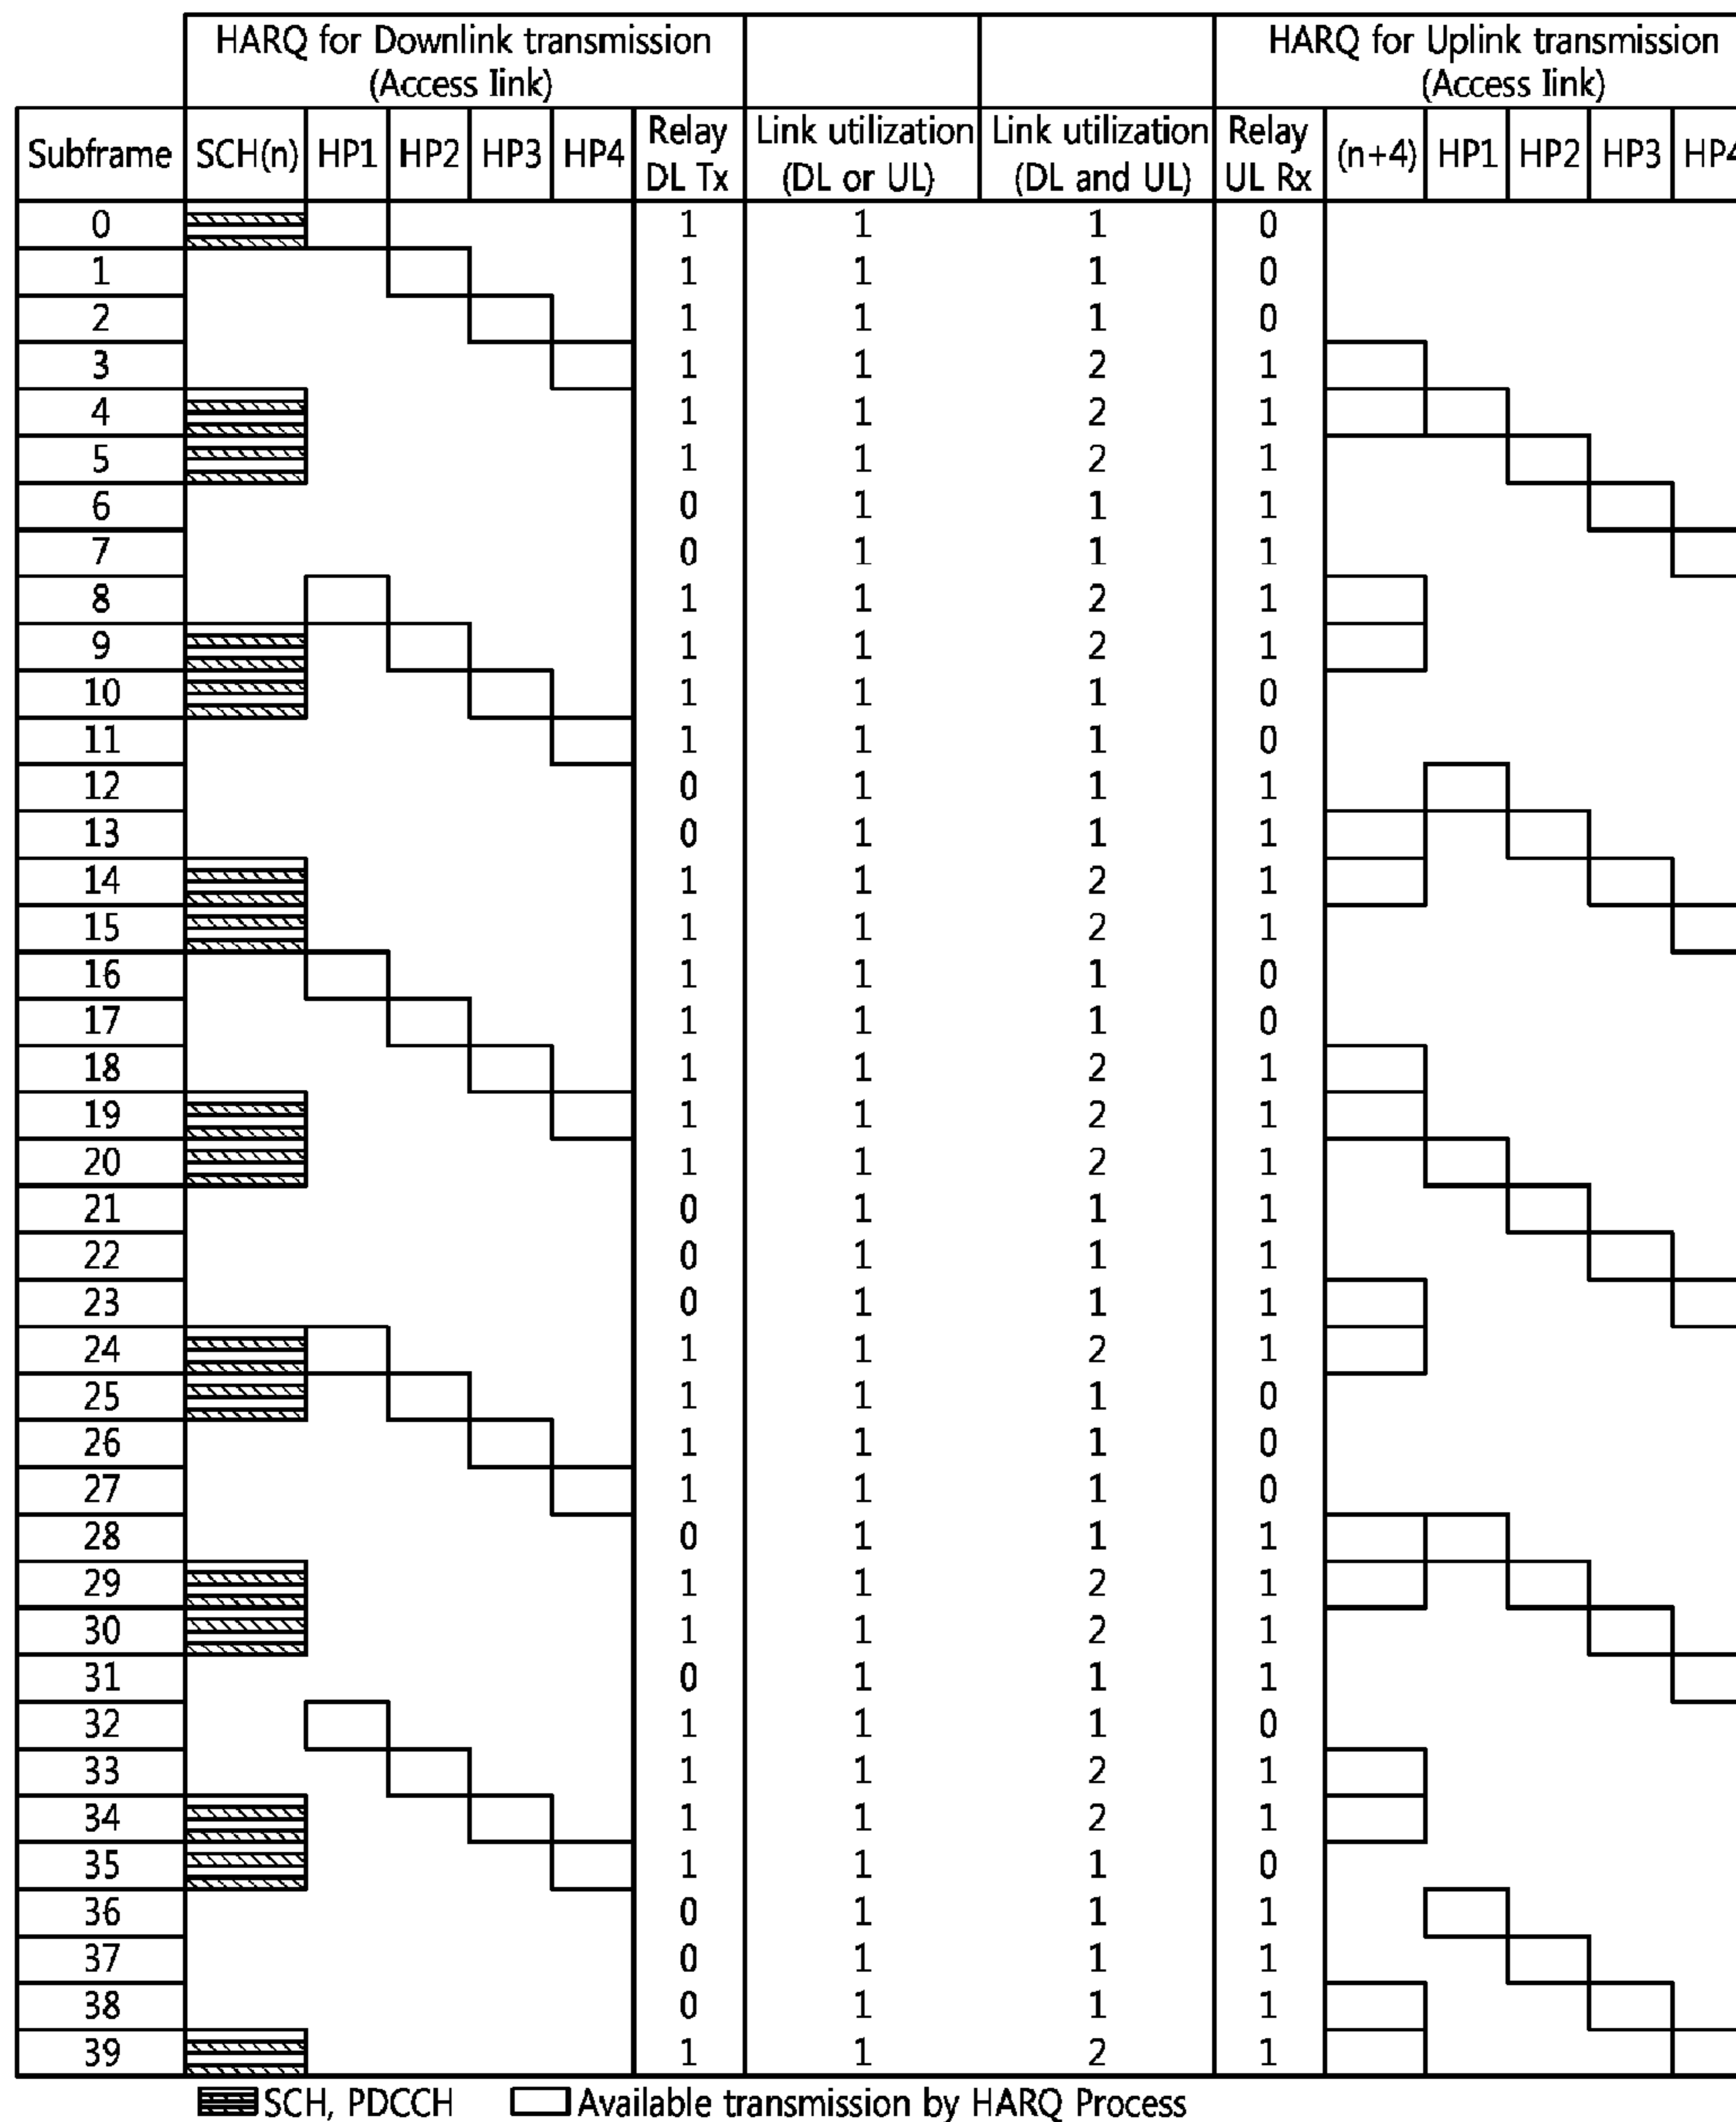 HARQ for Downlink transmission
(Access Iink)
HARQ for Uplink transmission
(Access Iink)
Subframe SCH(n) HP1 HP2 HP3 HP4 Relay DL Tx Link utilization (DL or UL) Link utilization (DL and UL) Relay UL Rx (n+4) HP1 HP2 HP3 HP4
0 1 1 1 0
1 1 1 1 0
2 1 1 1 0
3 1 1 2 1
4 1 1 2 1
5 1 1 2 1
6 0 1 1 1
7 0 1 1 1
8 1 1 2 1
9 1 1 2 1
10 1 1 1 0
11 1 1 1 0
12 0 1 1 1
13 0 1 1 1
14 1 1 2 1
15 1 1 2 1
16 1 1 1 0
17 1 1 1 0
18 1 1 2 1
19 1 1 2 1
20 1 1 2 1
21 0 1 1 1
22 0 1 1 1
23 0 1 1 1
24 1 1 2 1
25 1 1 1 0
26 1 1 1 0
27 1 1 1 0
28 0 1 1 1
29 1 1 2 1
30 1 1 2 1
31 0 1 1 1
32 1 1 1 0
33 1 1 2 1
34 1 1 2 1
35 1 1 1 0
36 0 1 1 1
37 0 1 1 1
38 0 1 1 1
39 1 1 2 1
SCH, PDCCH Available transmission by HARQ Process